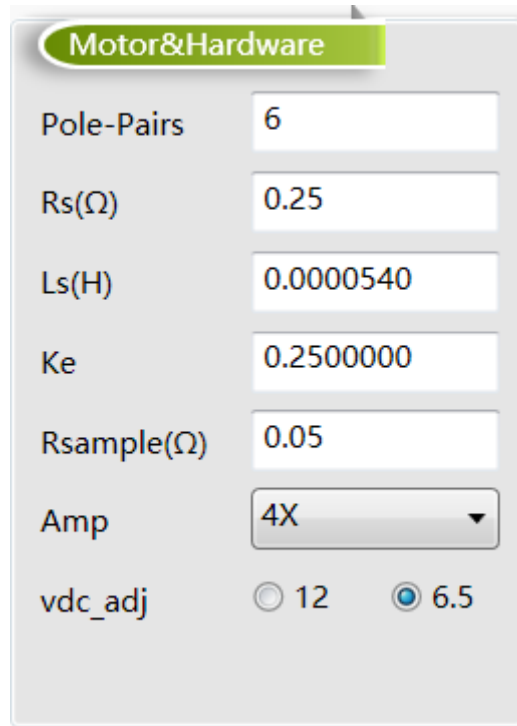 Motor&Hardware
Pole-Pairs 6
Rs(Ω) 0.25
Ls(H) 0.0000540
Ke 0.2500000
Rsample(Ω) 0.05
Amp 4X
vdc_adj 12 6.5